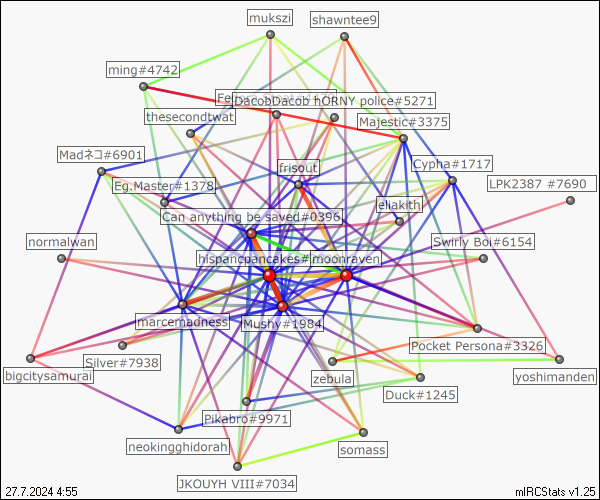 mukszi
shawntee9
ming#4742
DacobDacob hORNY police#5271
thesecondtwat
Majestic#3375
Madネコ#6901
frisout
Cypha#1717
Eg.Master#1378
LPK2387 #7690
eliakith
Can anything be saved#0396
normalwan
Swirly Boi#6154
hispancpancakes#
moonraven
marcemadness
Mushy#1984
Pocket Persona#3326
Silver#7938
bigcitysamurai
zebula
yoshimanden
Duck#1245
Pikabro#9971
neokingghidorah
somass
JKOUYH VIII#7034
27.7.2024 4:55
mIRCStats v1.25